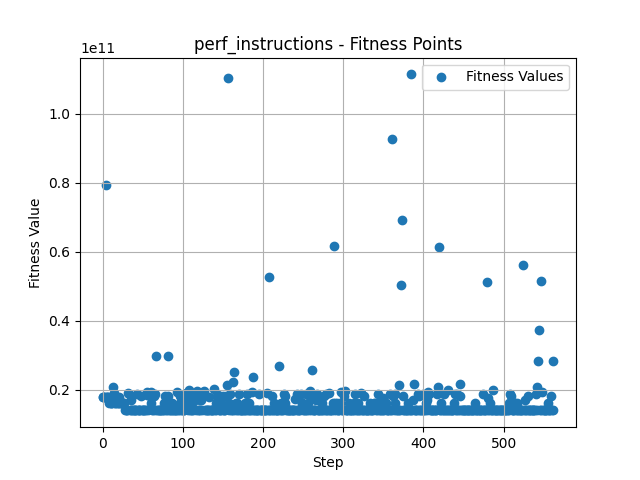 perf_instructions - Fitness Points
1e11
Fitness Values
1.0
0.8
0.6
0.4
0.2
Fitness Value
0 100 200 300 400 500
Step